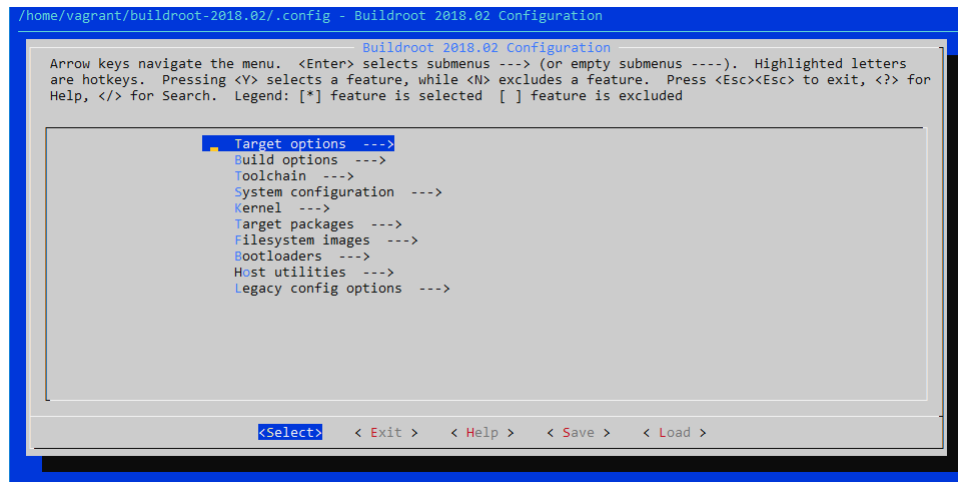 /home/vagrant/buildroot-2018.02/.config - Buildroot 2018.02 Configuration
Buildroot 2018.02 Configuration
Arrow keys navigate the menu.  <Enter> selects submenus ---> (or empty submenus ----).  Highlighted letters
are hotkeys.  Pressing <Y> selects a feature, while <N> excludes a feature.  Press <Esc><Esc> to exit, <?> for
Help, </> for Search.  Legend: [*] feature is selected  [ ] feature is excluded
Target options  --->
Build options  --->
Toolchain  --->
System configuration  --->
Kernel  --->
Target packages  --->
Filesystem images  --->
Bootloaders  --->
Host utilities  --->
Legacy config options  --->
<Select>    < Exit >    < Help >    < Save >    < Load >